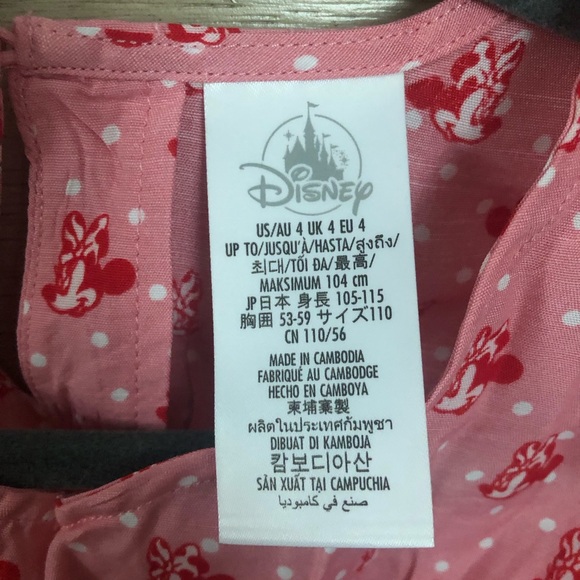 DISNEY
US/AU 4 UK 4 EU 4
UP TO/JUSQU'À/HASTA/สูงถึง/
최대/TỐI ĐA/最高/
MAKSIMUM 104 cm
JP日本 身長 105-115
胸囲 53-59 サイズ110
CN 110/56
MADE IN CAMBODIA
FABRIQUÉ AU CAMBODGE
HECHO EN CAMBOYA
柬埔寨製
ผลิตในประเทศกัมพูชา
DIBUAT DI KAMBOJA
캄보디아산
SẢN XUẤT TẠI CAMPUCHIA
صنع في كامبوديا